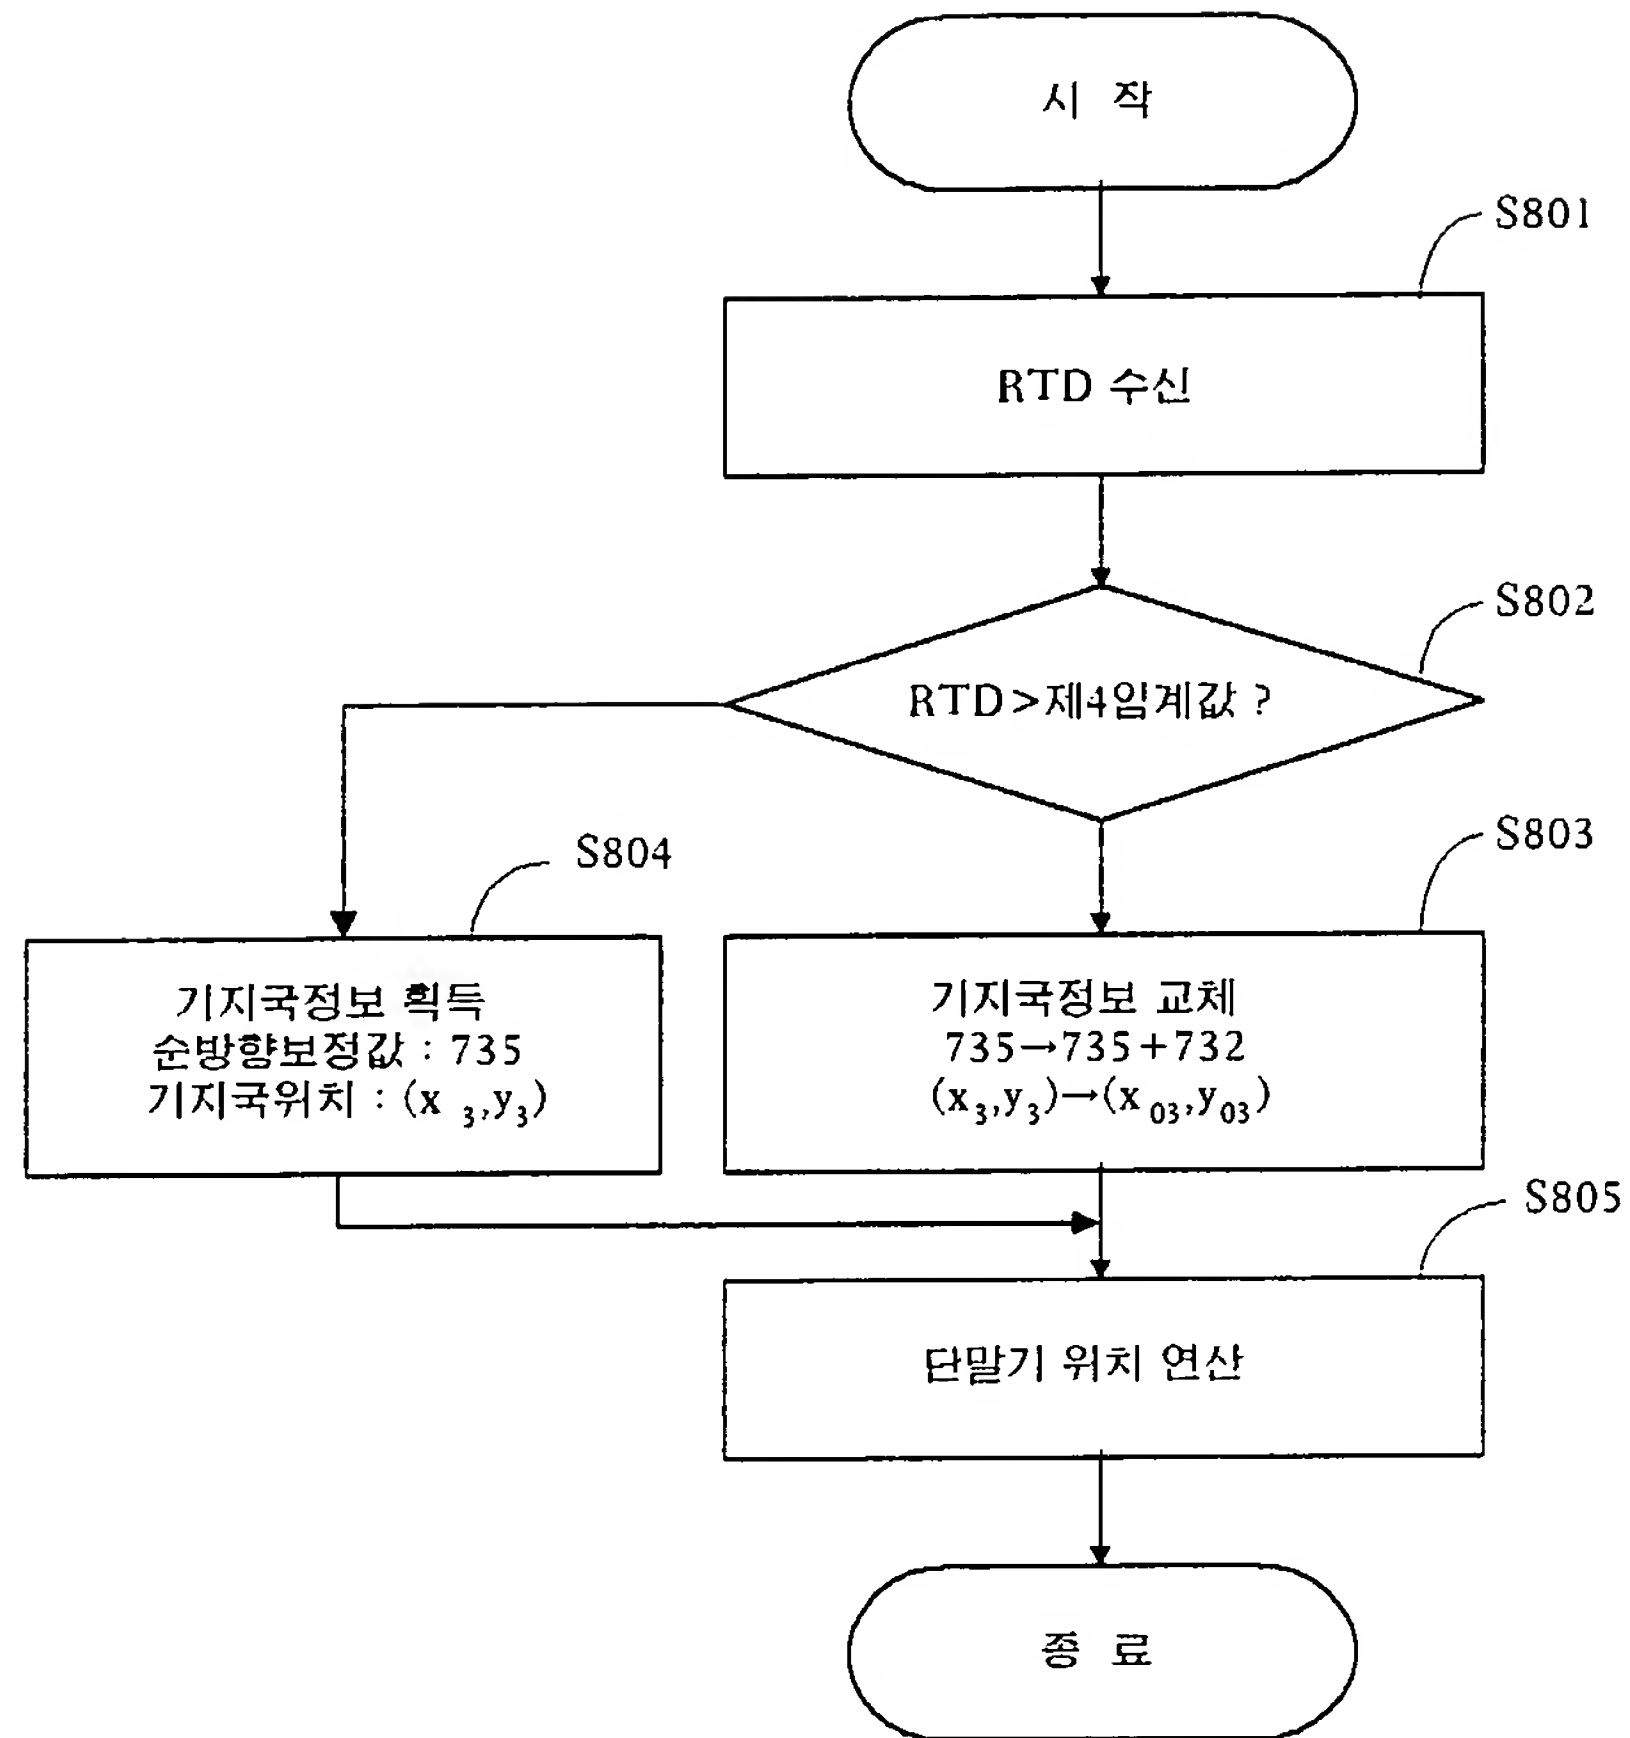 시 작
S801
RTD 수신
S802
RTD>제4임계값 ?
S803
S804
기지국정보 획득
순방향보정값 : 735
기지국위치 : (x 3,y3)
기지국정보 교체
735→735+732
(x3,y3)→(x03,y03)
S805
단말기 위치 연산
종 료